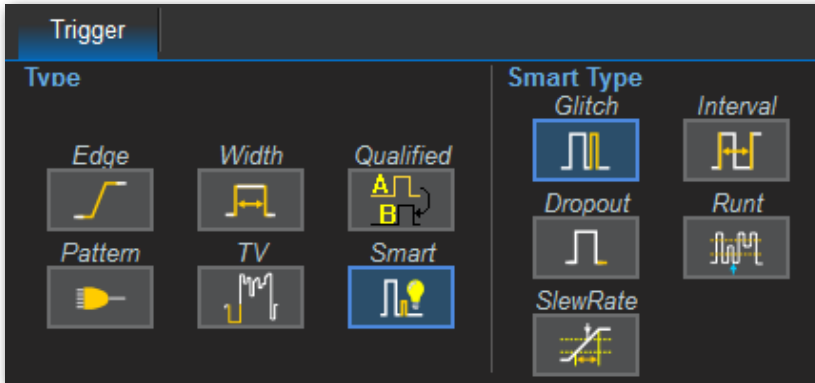 Trigger
Type
Smart Type
Glitch Interval
Edge Width Qualified
A
B
Dropout Runt
Pattern TV Smart
SlewRate